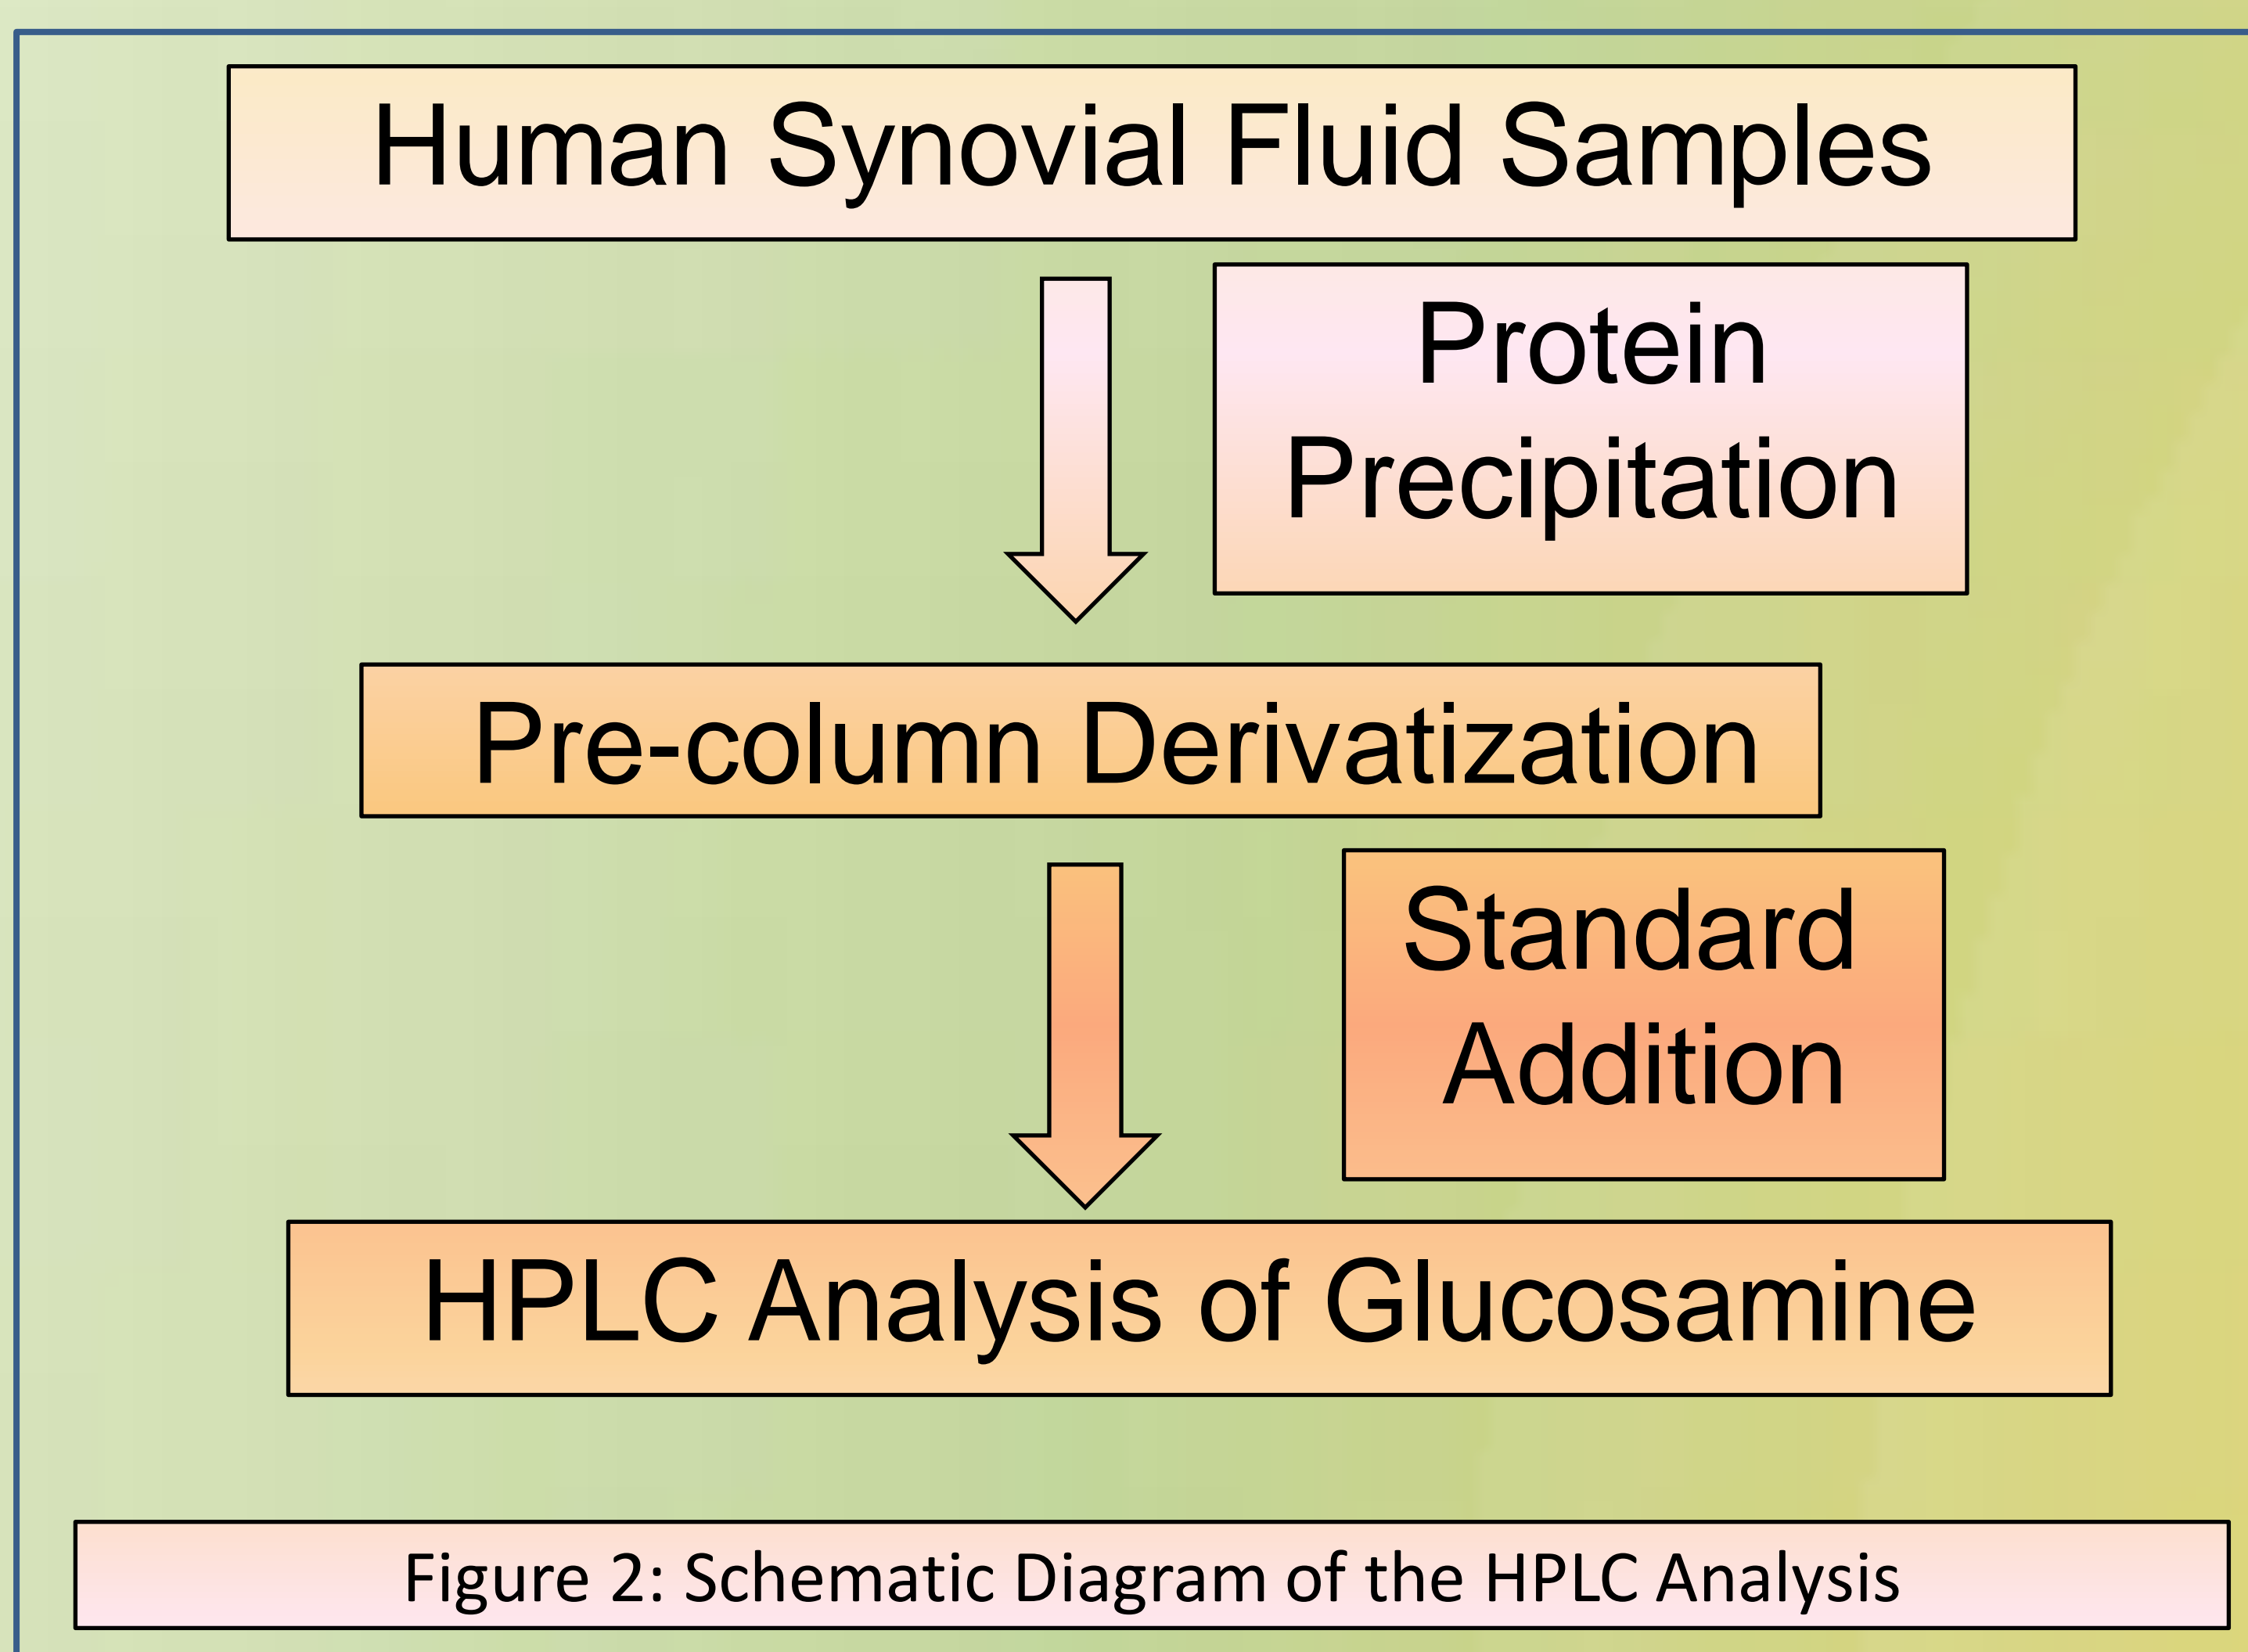 Human Synovial Fluid Samples
Protein
Precipitation
Pre-column Derivatization
Standard
Addition
HPLC Analysis of Glucosamine
Figure 2: Schematic Diagram of the HPLC Analysis